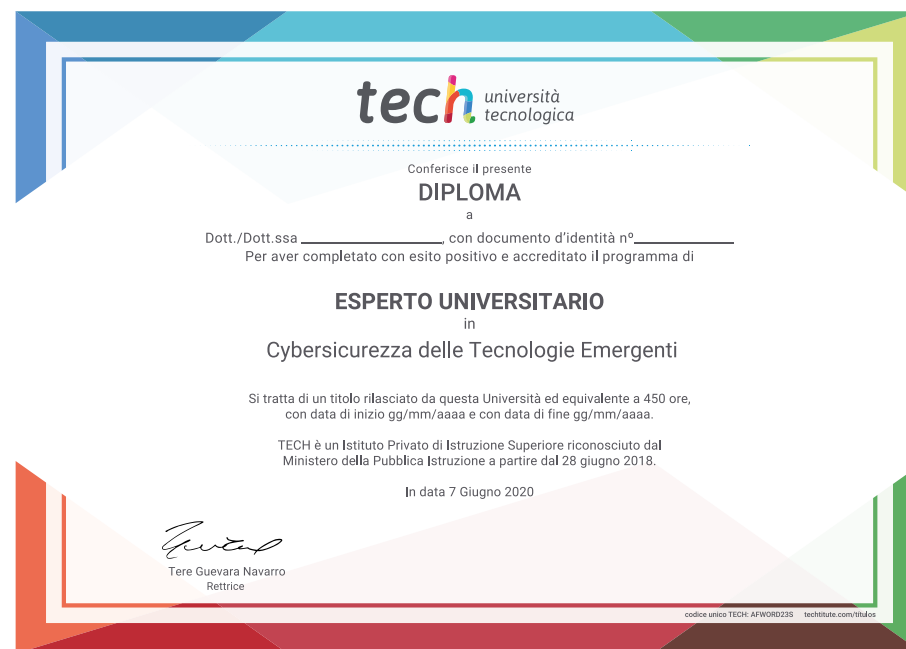 tech università
tecnologica
Conferisce il presente
DIPLOMA
a
Dott./Dott.ssa ____________________, con documento d'identità nº______________
Per aver completato con esito positivo e accreditato il programma di
ESPERTO UNIVERSITARIO
in
Cybersicurezza delle Tecnologie Emergenti
Si tratta di un titolo rilasciato da questa Università ed equivalente a 450 ore,
con data di inizio gg/mm/aaaa e con data di fine gg/mm/aaaa.
TECH è un Istituto Privato di Istruzione Superiore riconosciuto dal
Ministero della Pubblica Istruzione a partire dal 28 giugno 2018.
In data 7 Giugno 2020
Tere Guevara Navarro
Rettrice
codice unico TECH: AFWORD23S techtitute.com/titulos